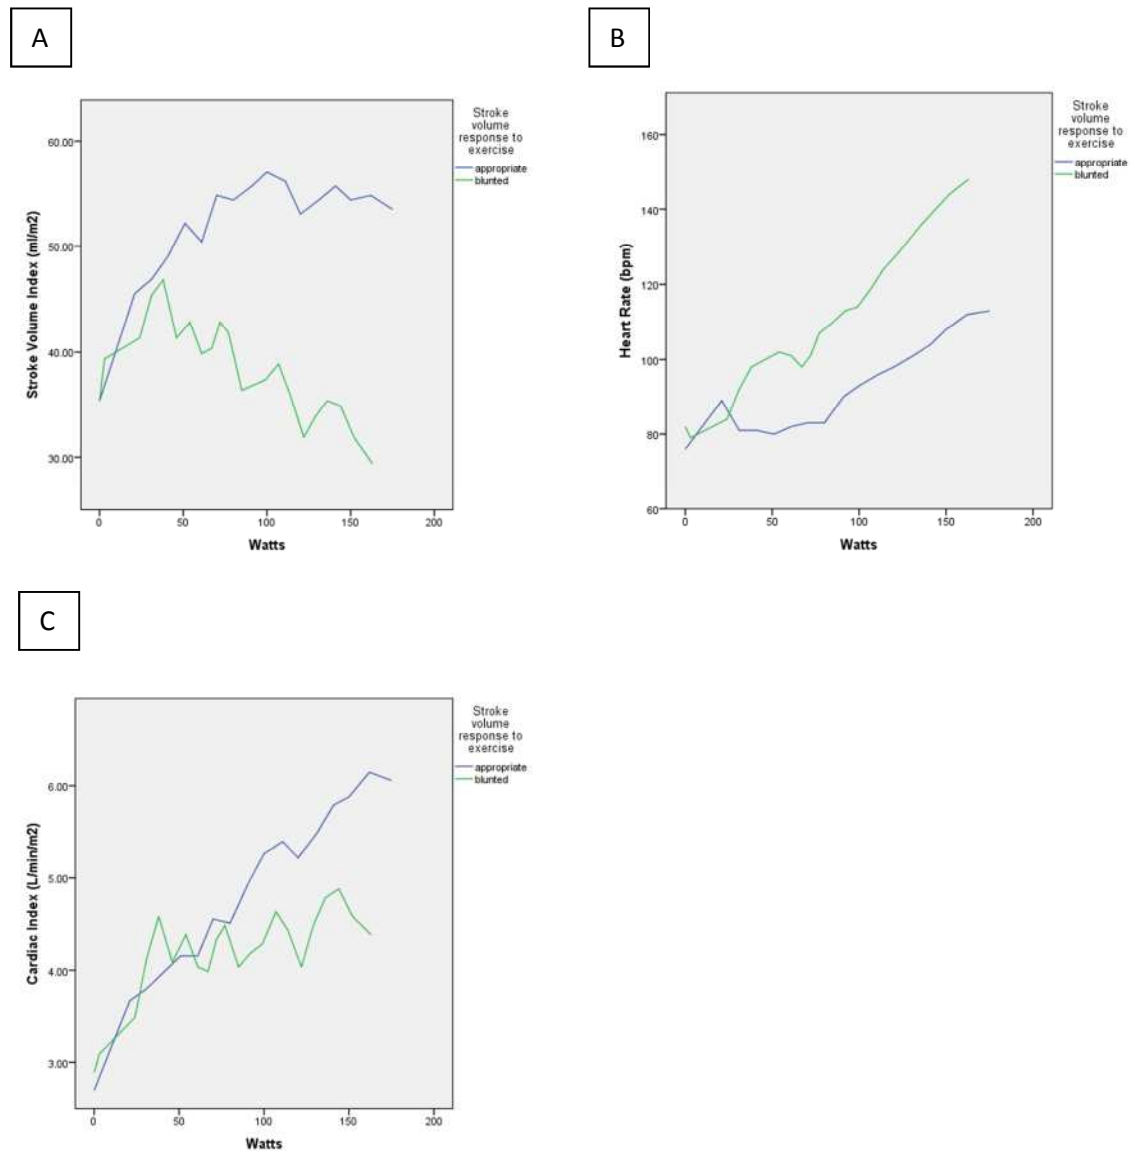 A
Stroke
volume
response to
exercise
appropriate
blunted
60.00
50.00
40.00
30.00
Stroke Volume Index (ml/m2)
0 50 100 150 200
Watts
B
Stroke
volume
response to
exercise
appropriate
blunted
160
140
120
100
80
60
Heart Rate (bpm)
0 50 100 150 200
Watts
C
Stroke
volume
response to
exercise
appropriate
blunted
6.00
5.00
4.00
3.00
Cardiac Index (L/min/m2)
0 50 100 150 200
Watts